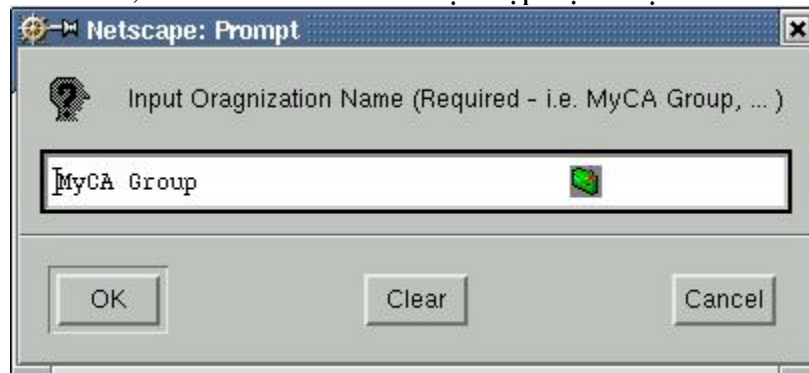 Netscape: Prompt
Input Oragnization Name (Required - i.e. MyCA Group, ... )
MyCA Group
OK Clear Cancel